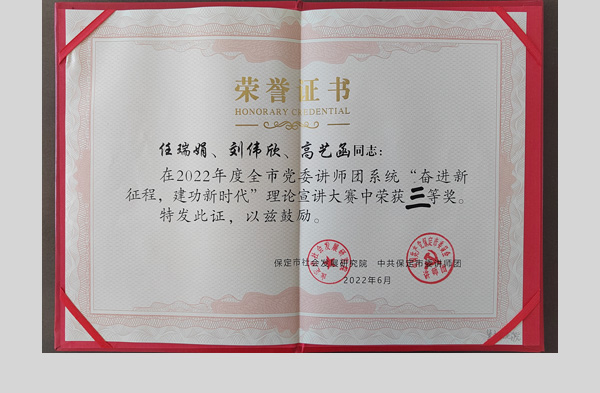 荣誉证书
HONORARY CREDENTIAL
任瑞娟、刘伟欣、高艺函同志：
在2022年度全市党委讲师团系统“奋进新
征程，建功新时代”理论宣讲大赛中荣获三等奖。
特发此证，以兹鼓励。
保定市社会发展研究院 中共保定市委讲师团
2022年6月